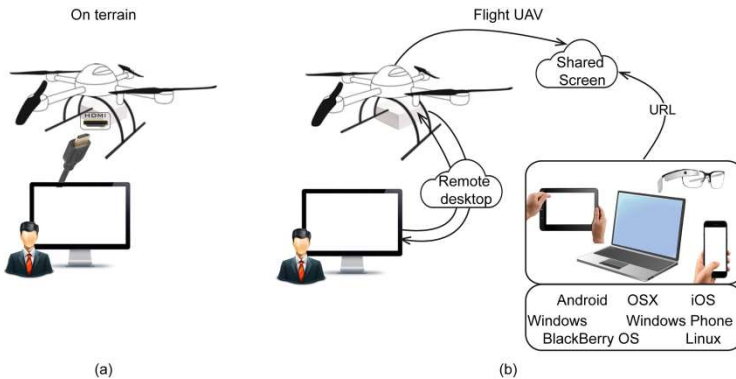 On terrain
HDMI
(a)
Flight UAV
Shared
Screen
URL
Remote
desktop
Android OSX iOS
Windows Windows Phone
BlackBerry OS Linux
(b)